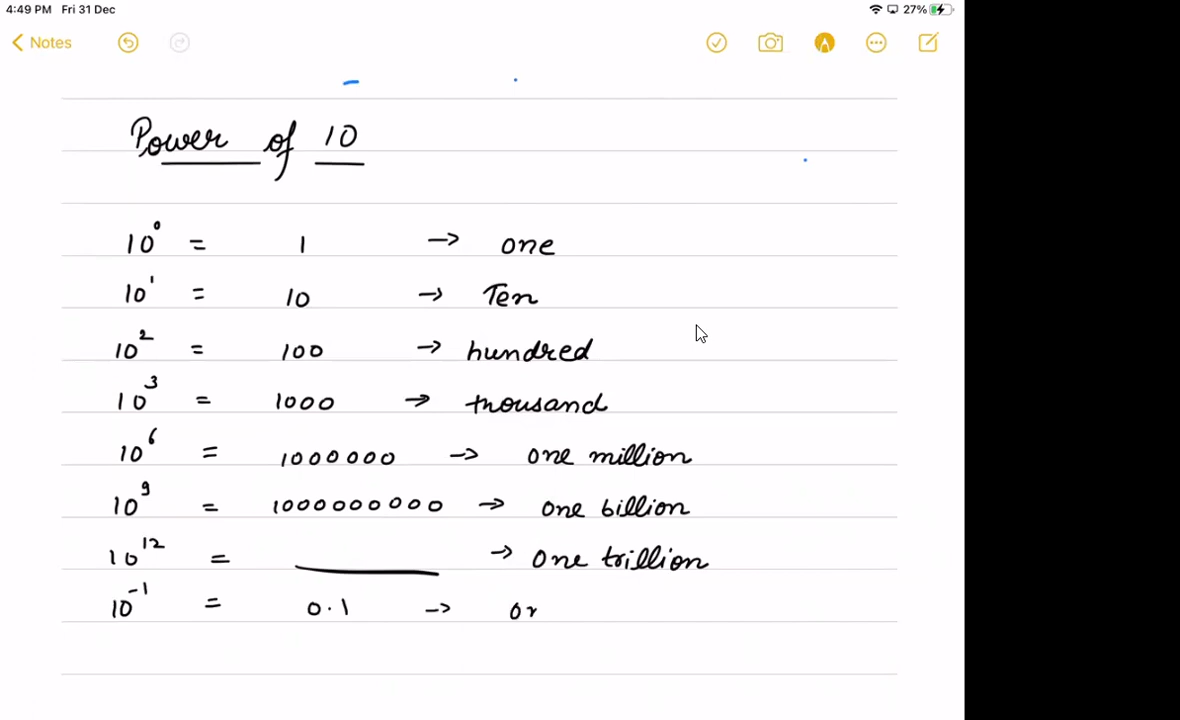 4:49 PM Fri 31 Dec 27%
Notes
Power of 10
10⁰ = 1 → one
10¹ = 10 → Ten
10² = 100 → hundred
10³ = 1000 → thousand
10⁶ = 1000000 → one million
10⁹ = 1000000000 → one billion
10¹² = → one trillion
10⁻¹ = 0.1 → or